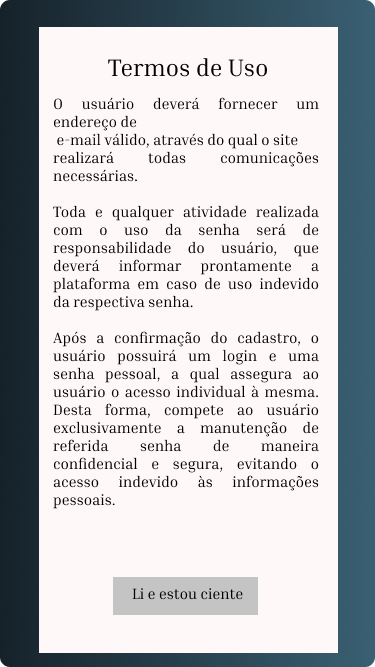 Termos de Uso
O usuário deverá fornecer um
endereço de
e-mail válido, através do qual o site
realizará todas comunicações
necessárias.
Toda e qualquer atividade realizada
com o uso da senha será de
responsabilidade do usuário, que
deverá informar prontamente a
plataforma em caso de uso indevido
da respectiva senha.
Após a confirmação do cadastro, o
usuário possuirá um login e uma
senha pessoal, a qual assegura ao
usuário o acesso individual à mesma.
Desta forma, compete ao usuário
exclusivamente a manutenção de
referida senha de maneira
confidencial e segura, evitando o
acesso indevido às informações
pessoais.
Li e estou ciente